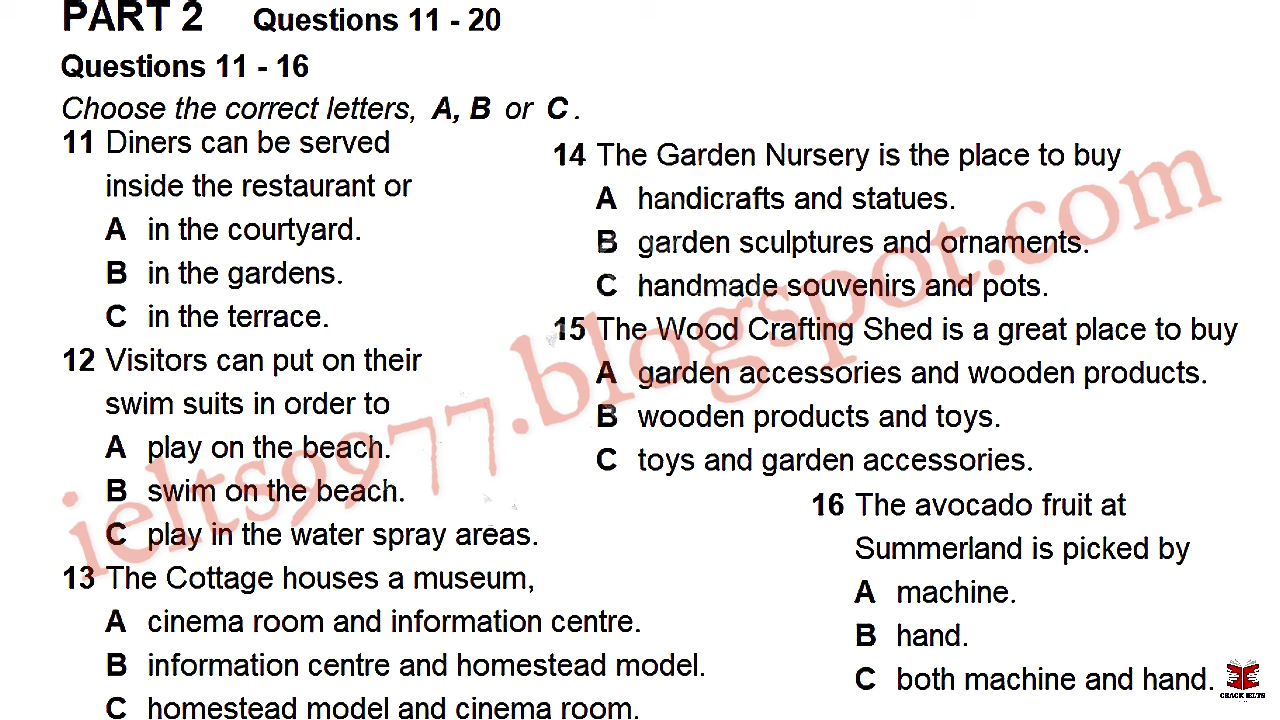 PART 2 Questions 11 - 20
Questions 11 - 16
Choose the correct letters, A, B or C.
11 Diners can be served
inside the restaurant or
A in the courtyard.
B in the gardens.
C in the terrace.
12 Visitors can put on their
swim suits in order to
A play on the beach.
B swim on the beach.
C play in the water spray areas.
13 The Cottage houses a museum,
A cinema room and information centre.
B information centre and homestead model.
C homestead model and cinema room.
14 The Garden Nursery is the place to buy
A handicrafts and statues.
B garden sculptures and ornaments.
C handmade souvenirs and pots.
15 The Wood Crafting Shed is a great place to buy
A garden accessories and wooden products.
B wooden products and toys.
C toys and garden accessories.
16 The avocado fruit at
Summerland is picked by
A machine.
B hand.
C both machine and hand.
ielts9977.blogspot.com
CRACK IELTS